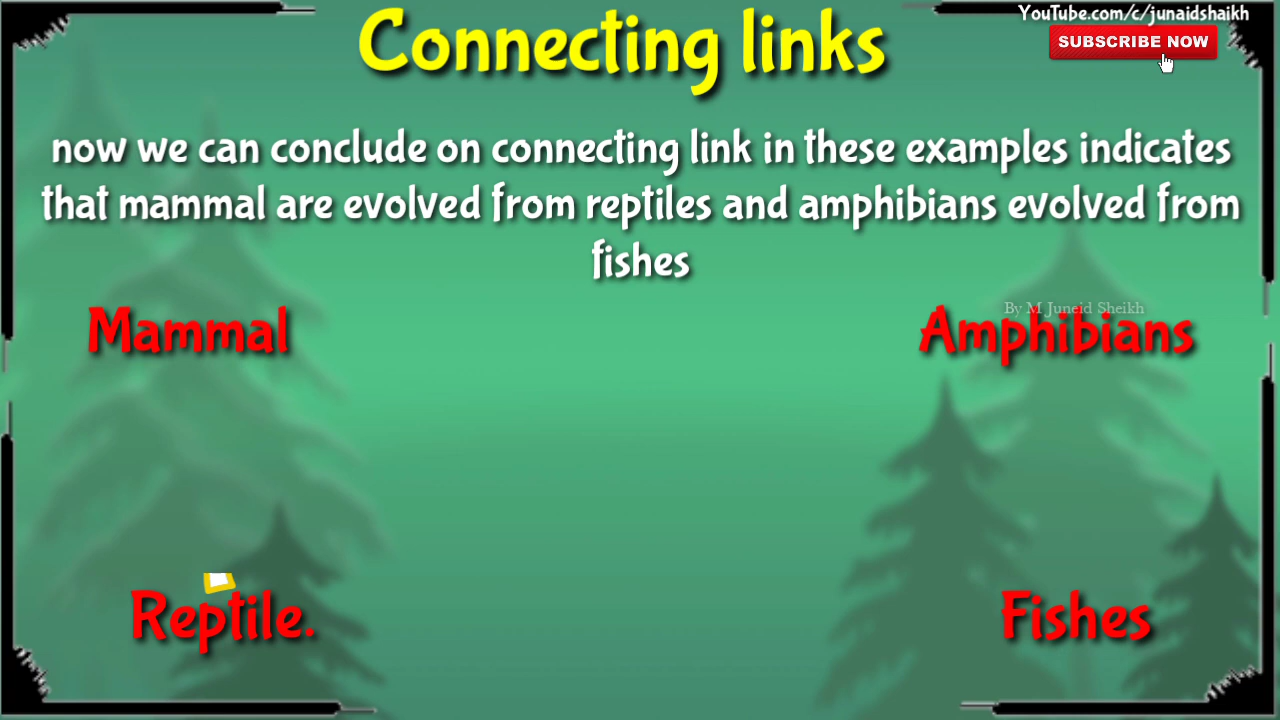 YouTube.com/c/junaidshaikh
SUBSCRIBE NOW
Connecting links
now we can conclude on connecting link in these examples indicates
that mammal are evolved from reptiles and amphibians evolved from
fishes
By M Juneid Sheikh
Mammal
Amphibians
Reptile.
Fishes